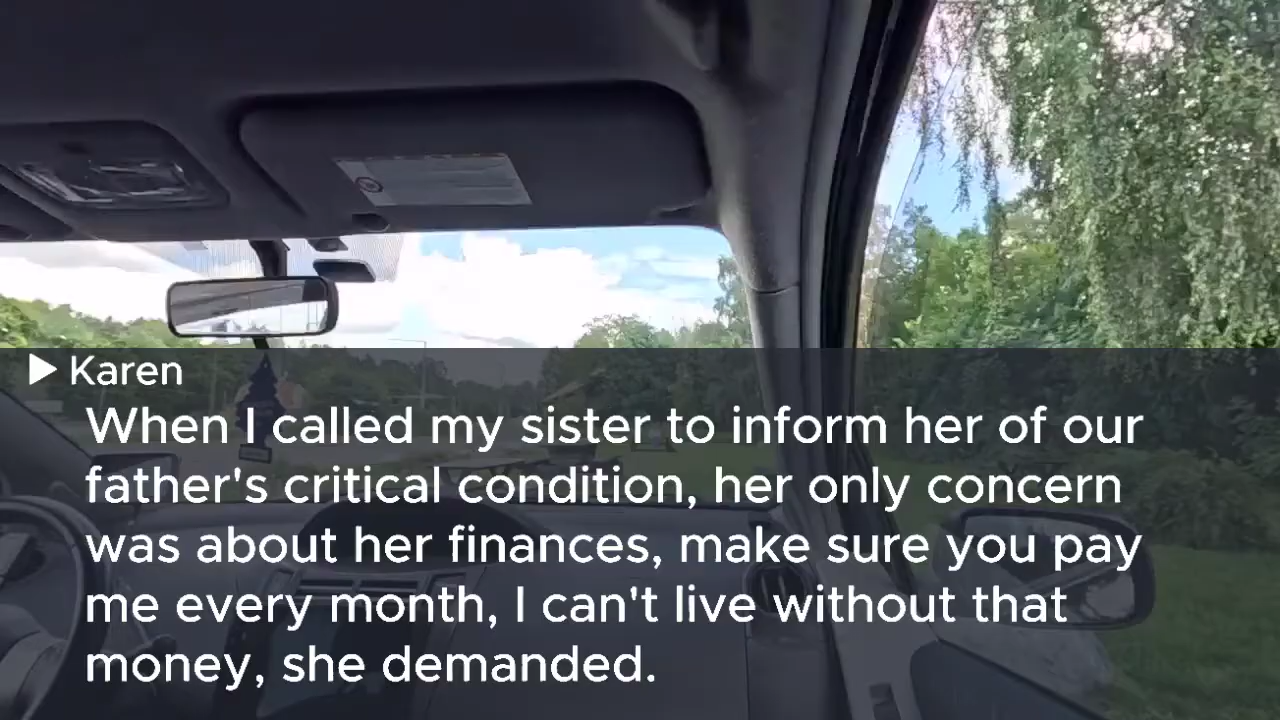 Karen
When I called my sister to inform her of our
father's critical condition, her only concern
was about her finances, make sure you pay
me every month, I can't live without that
money, she demanded.